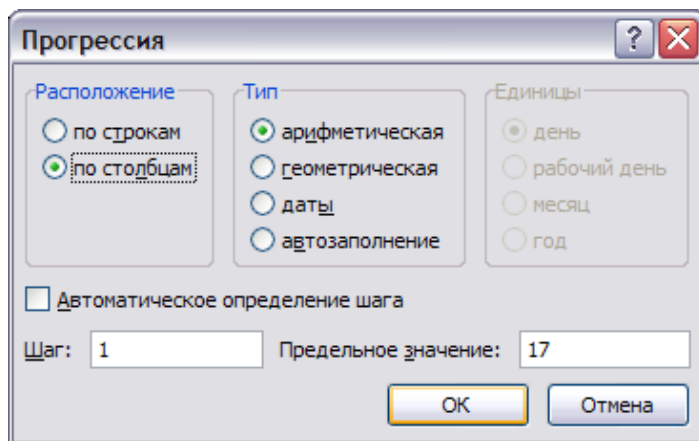 Прогрессия
Расположение
по строкам
по столбцам
Тип
арифметическая
геометрическая
даты
автозаполнение
Единицы
день
рабочий день
месяц
год
Автоматическое определение шага
Шаг: 1 Предельное значение: 17
ОК Отмена